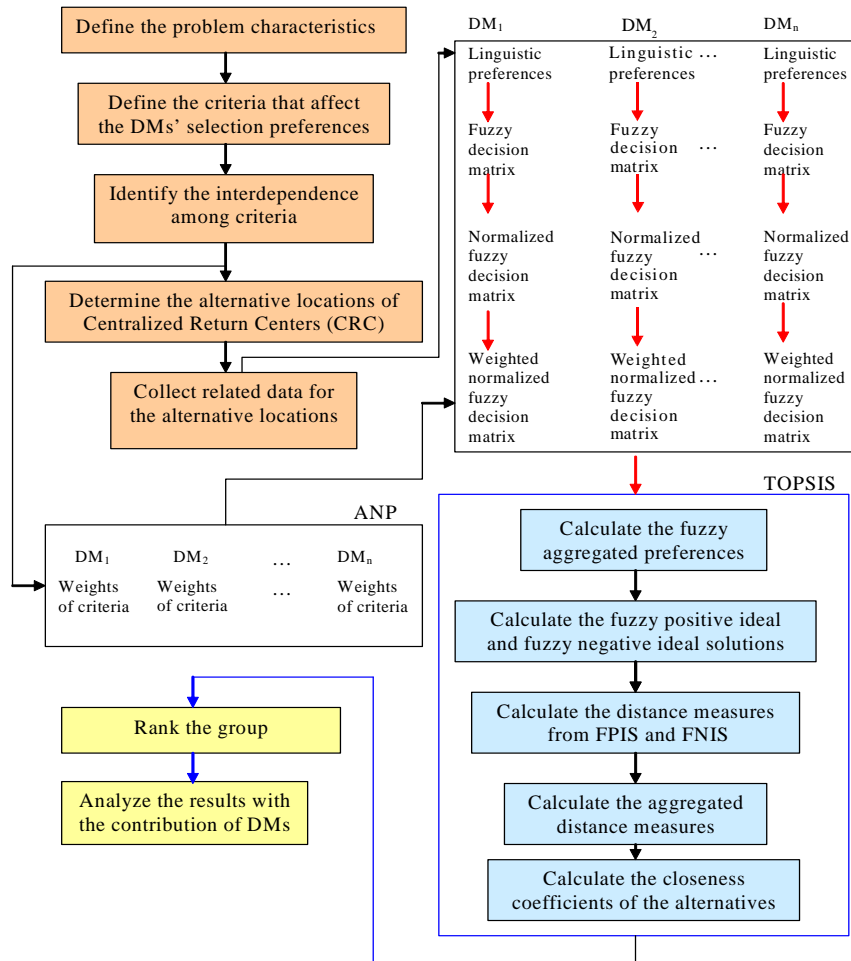 Define the problem characteristics
Define the criteria that affect
the DMs' selection preferences
Identify the interdependence
among criteria
Determine the alternative locations of
Centralized Return Centers (CRC)
Collect related data for
the alternative locations
ANP
DM1 DM2 ... DMn
Weights Weights ... Weights
of criteria of criteria of criteria
DM1 DM2 DMn
Linguistic Linguistic ... Linguistic
preferences preferences preferences
Fuzzy Fuzzy Fuzzy
decision decision ... decision
matrix matrix matrix
Normalized Normalized Normalized
fuzzy fuzzy ... fuzzy
decision decision decision
matrix matrix matrix
Weighted Weighted Weighted
normalized normalized... normalized
fuzzy fuzzy fuzzy
decision decision decision
matrix matrix matrix
TOPSIS
Calculate the fuzzy
aggregated preferences
Calculate the fuzzy positive ideal
and fuzzy negative ideal solutions
Calculate the distance measures
from FPIS and FNIS
Calculate the aggregated
distance measures
Calculate the closeness
coefficients of the alternatives
Rank the group
Analyze the results with
the contribution of DMs